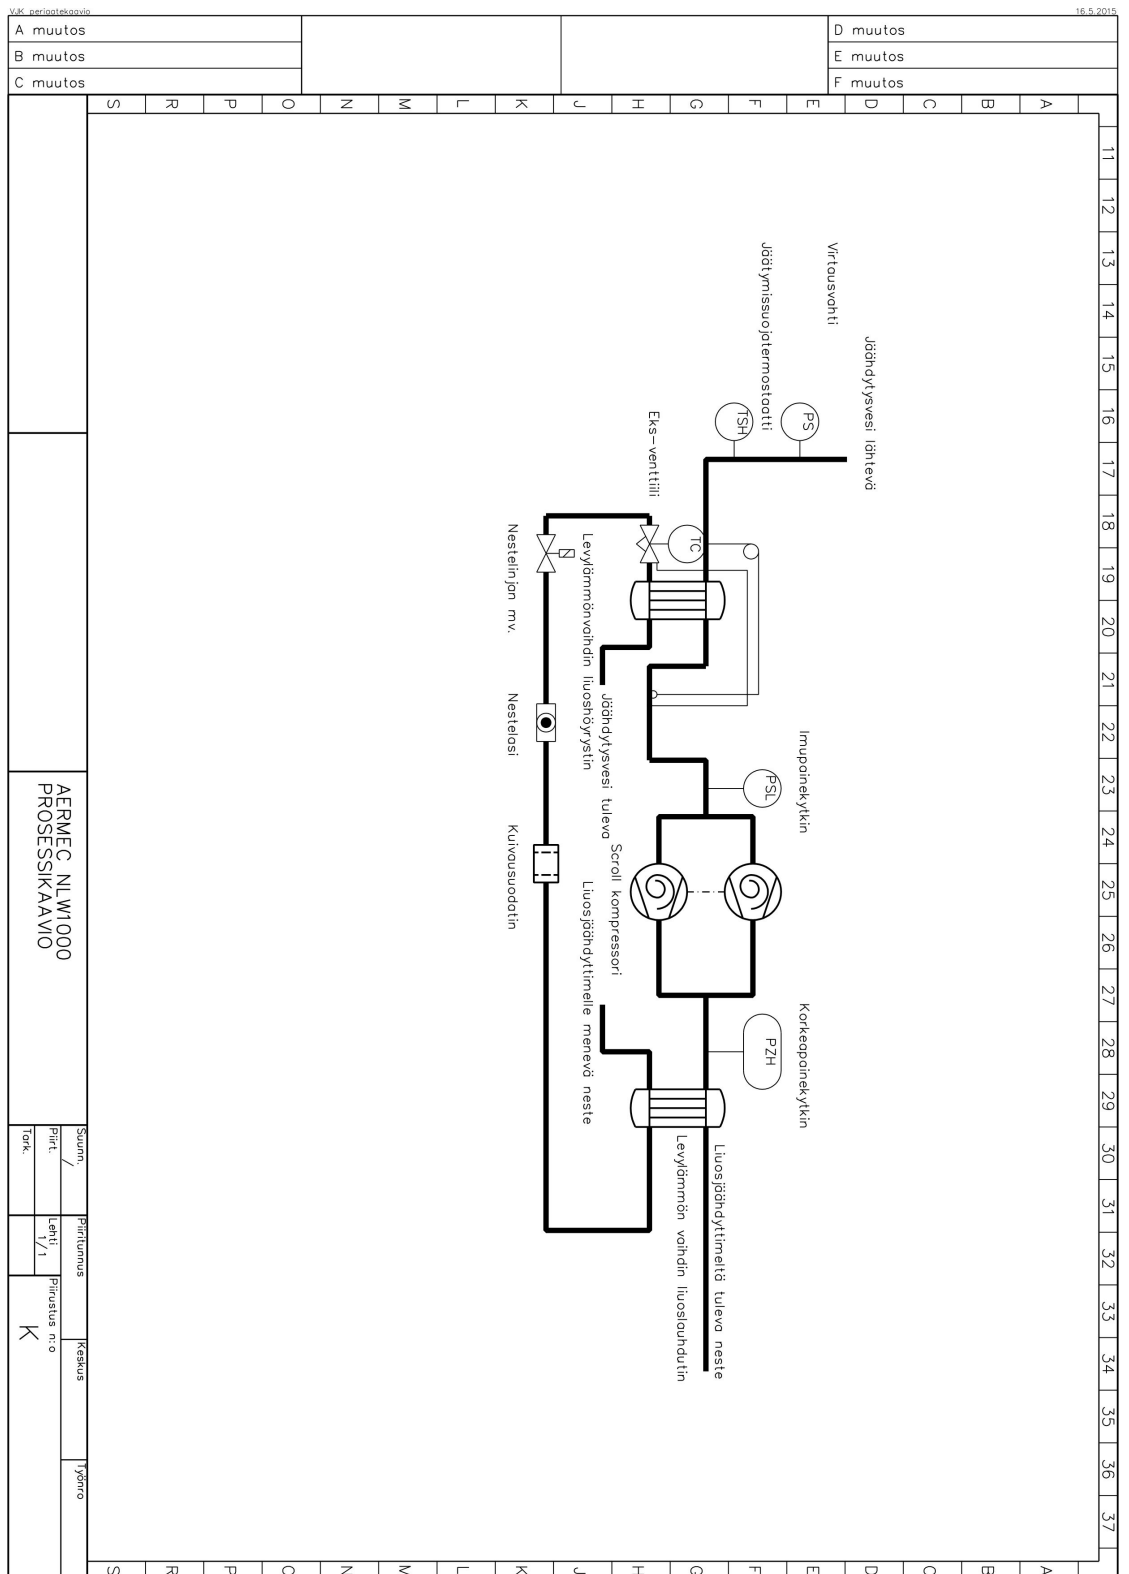 VJK periaatekaavio
16.5.2015
A muutos
B muutos
C muutos
D muutos
E muutos
F muutos
S R P O N M L K J H G F E D C B A
11
12
13
14
15
16
17
18
19
20
21
22
23
24
25
26
27
28
29
30
31
32
33
34
35
36
37
Jäähdytysvesi lähtevä
Virtausvahti
Jäätymissuojatermostaatti
PS
TSH
Eks-venttiili
TC
Levylämmönvaihdin liuoshöyrystin
Nestelinjan mv.
Jäähdytysvesi tuleva
Nestelasi
Imupainekytkin
PSL
Scroll kompressori
Kuivausuodatin
Liuosjäähdyttimelle menevä neste
Korkeapainekytkin
PZH
Liuosjäähdyttimeltä tuleva neste
Levylämmön vaihdin liuoslauhdutin
AERMEC NLW1000
PROSESSIKAAVIO
Suunn.
/
Piirt.
Tark.
Piiritunnus
Lehti
1/1
Piirustus n:o
K
Keskus
Työnro
S R P O N M L K J H G F E D C B A